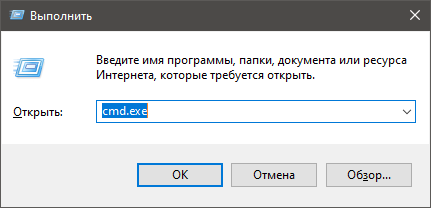 Выполнить
Введите имя программы, папки, документа или ресурса
Интернета, которые требуется открыть.
Открыть: cmd.exe
ОК Отмена Обзор...